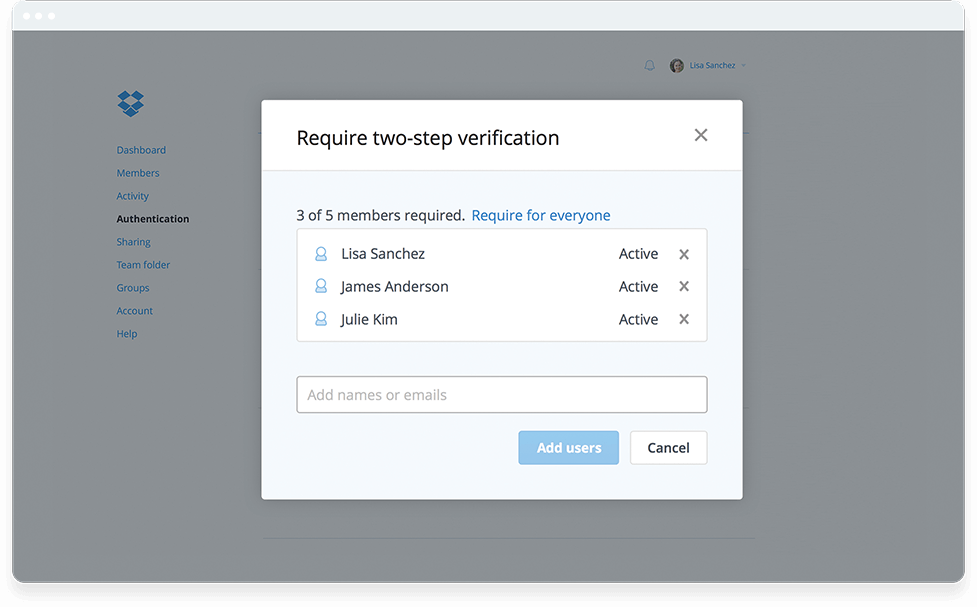 Lisa Sanchez
Dashboard
Members
Activity
Authentication
Sharing
Team folder
Groups
Account
Help
Require two-step verification
3 of 5 members required. Require for everyone
Lisa Sanchez Active
James Anderson Active
Julie Kim Active
Add names or emails
Add users Cancel